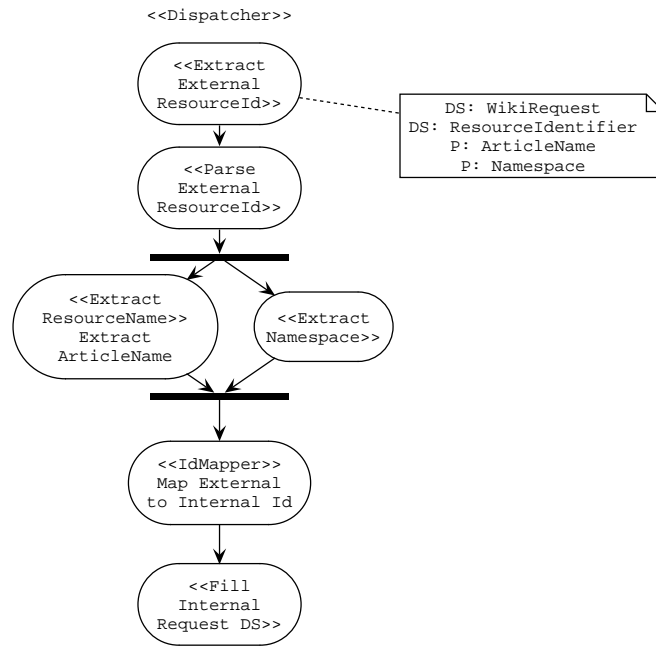 <<Dispatcher>>
<<Extract
External
ResourceId>>
DS: WikiRequest
DS: ResourceIdentifier
P: ArticleName
P: Namespace
<<Parse
External
ResourceId>>
<<Extract
ResourceName>>
Extract
ArticleName
<<Extract
Namespace>>
<<IdMapper>>
Map External
to Internal Id
<<Fill
Internal
Request DS>>